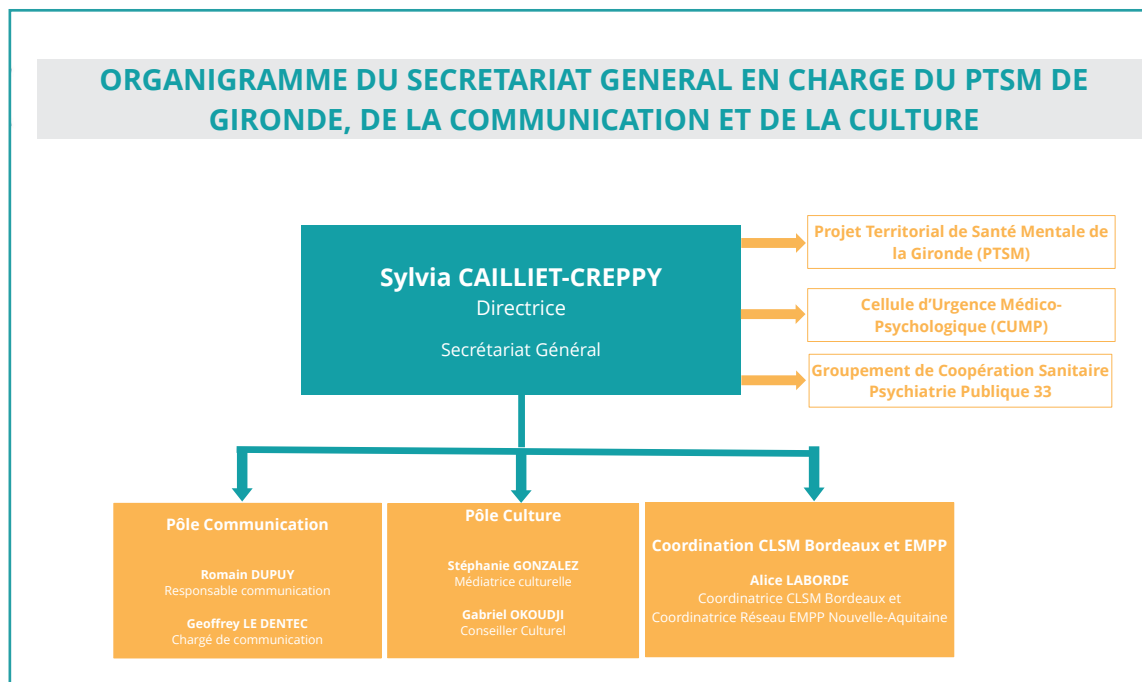 ORGANIGRAMME DU SECRETARIAT GENERAL EN CHARGE DU PTSM DE
GIRONDE, DE LA COMMUNICATION ET DE LA CULTURE
Sylvia CAILLIET-CREPPY
Directrice
Secrétariat Général
Projet Territorial de Santé Mentale de
la Gironde (PTSM)
Cellule d’Urgence Médico-
Psychologique (CUMP)
Groupement de Coopération Sanitaire
Psychiatrie Publique 33
Pôle Communication
Romain DUPUY
Responsable communication
Geoffrey LE DENTEC
Chargé de communication
Pôle Culture
Stéphanie GONZALEZ
Médiatrice culturelle
Gabriel OKOUDJI
Conseiller Culturel
Coordination CLSM Bordeaux et EMPP
Alice LABORDE
Coordinatrice CLSM Bordeaux et
Coordinatrice Réseau EMPP Nouvelle-Aquitaine